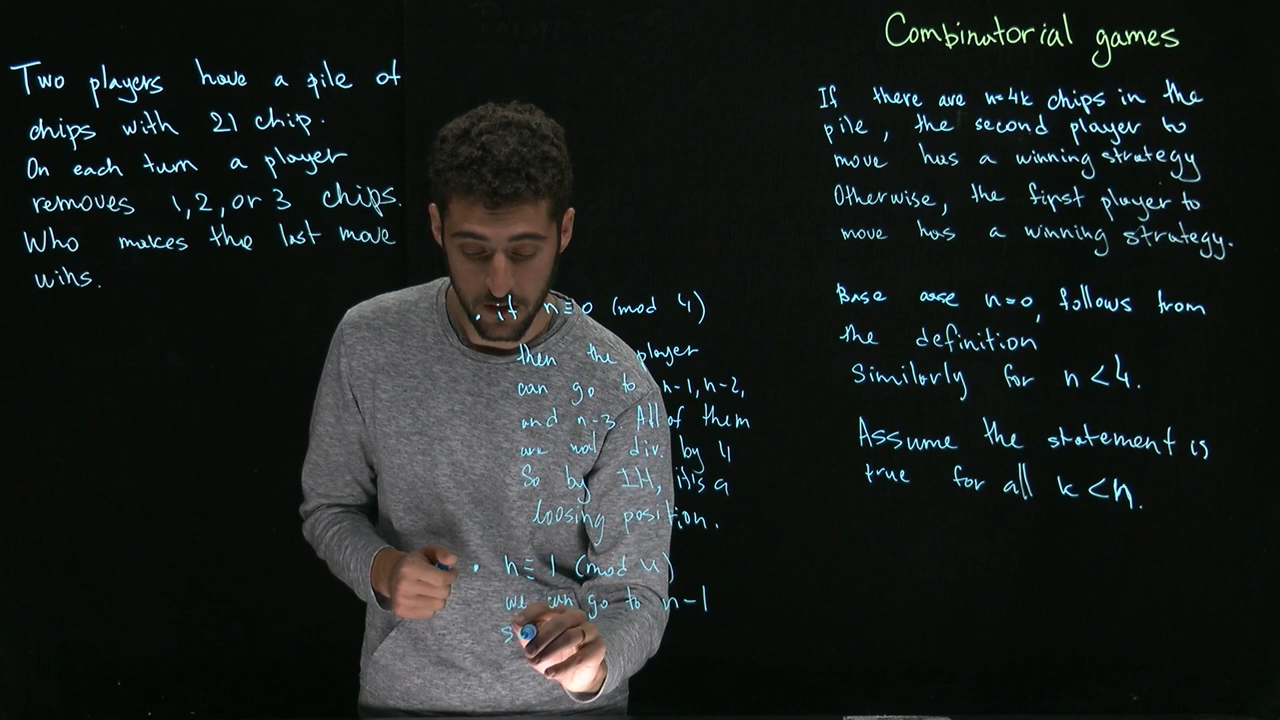 Combinatorial games
Two players have a pile of
chips with 21 chip.
On each turn a player
removes 1, 2, or 3 chips.
Who makes the last move
wins.
If there are n=4k chips in the
pile, the second player to
move has a winning strategy
Otherwise, the first player to
move has a winning strategy.
Base case n=0, follows from
the definition
Similarly for n<4.
Assume the statement is
true for all k<n.
• if n≡0 (mod 4)
then the player
can go to n-1, n-2,
and n-3 All of them
are not div. by 4
So by IH, it's a
loosing position.
• n≡1 (mod 4)
we can go to n-1
s